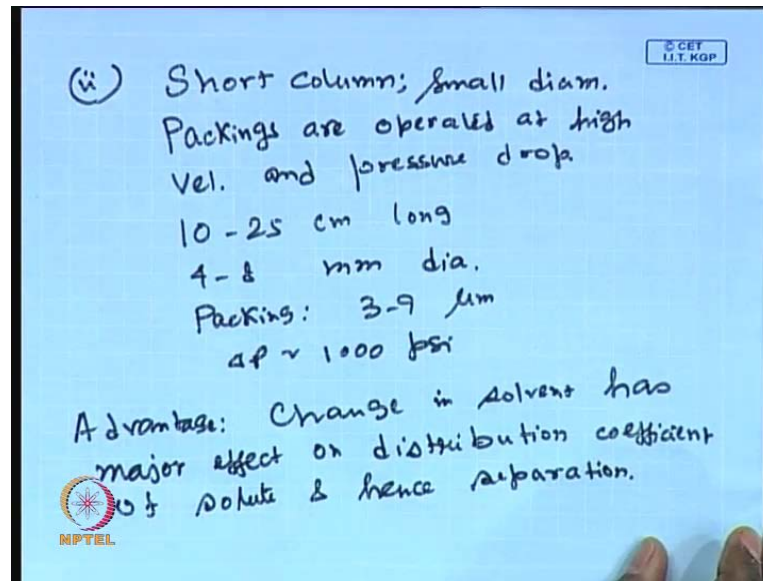 © CET
I.I.T. KGP
(ii) Short column; small diam.
Packings are operated at high
vel. and pressure drop.
10 - 25 cm long
4 - 8 mm dia.
Packing: 3-9 μm
ΔP ~ 1000 psi
Advantage: Change in solvent has
major effect on distribution coefficient
of solute & hence separation.
NPTEL